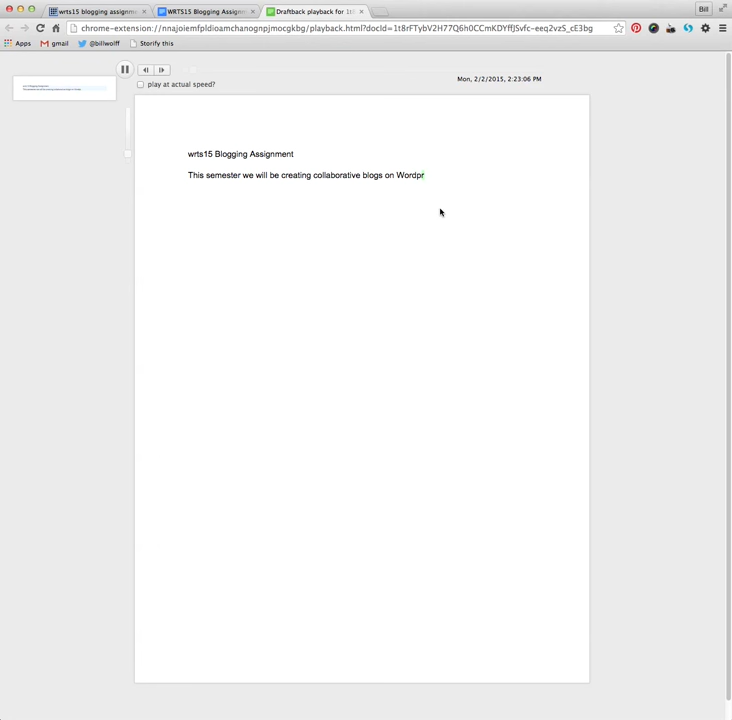 Bill
wrts15 blogging assignme
WRTS15 Blogging Assignm
Draftback playback for 1t
chrome-extension://nnajoiemfpldioamchanognpjmocgkbg/playback.html?docId=1t8rFTybV2H77Q6h0CCmKDYffJSvfc-eeq2vzS_cE3bg
Apps
gmail
@billwolff
Storify this
Mon, 2/2/2015, 2:23:06 PM
play at actual speed?
wrts15 Blogging Assignment
This semester we will be creating collaborative blogs on Wordpr